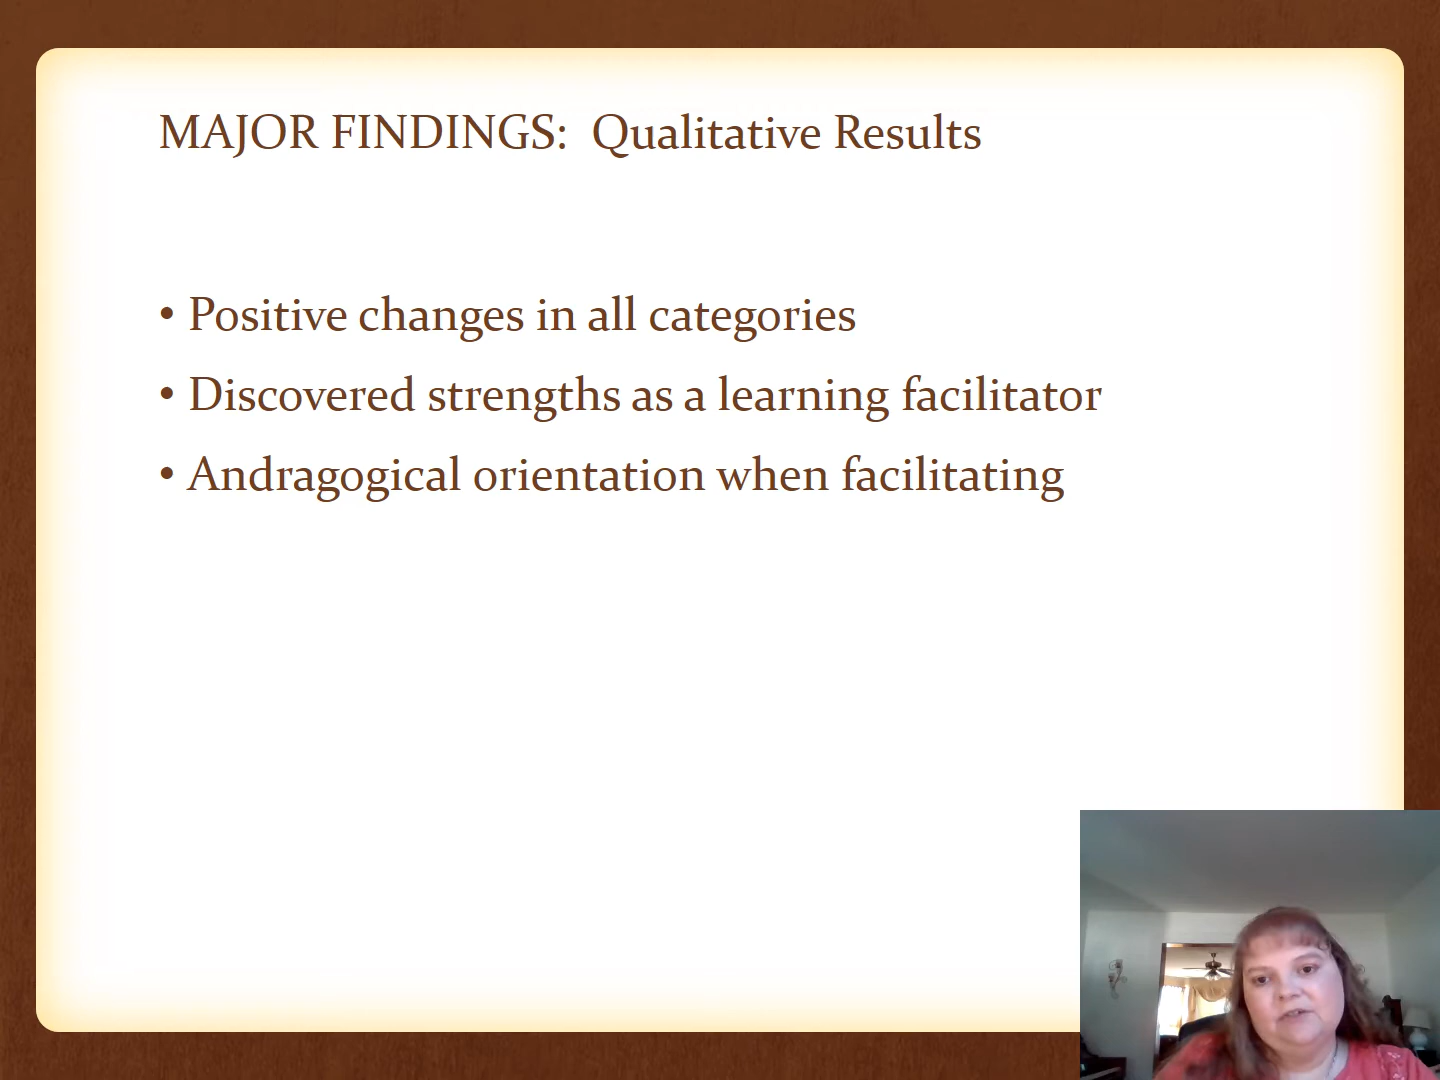 MAJOR FINDINGS:  Qualitative Results
• Positive changes in all categories
• Discovered strengths as a learning facilitator
• Andragogical orientation when facilitating